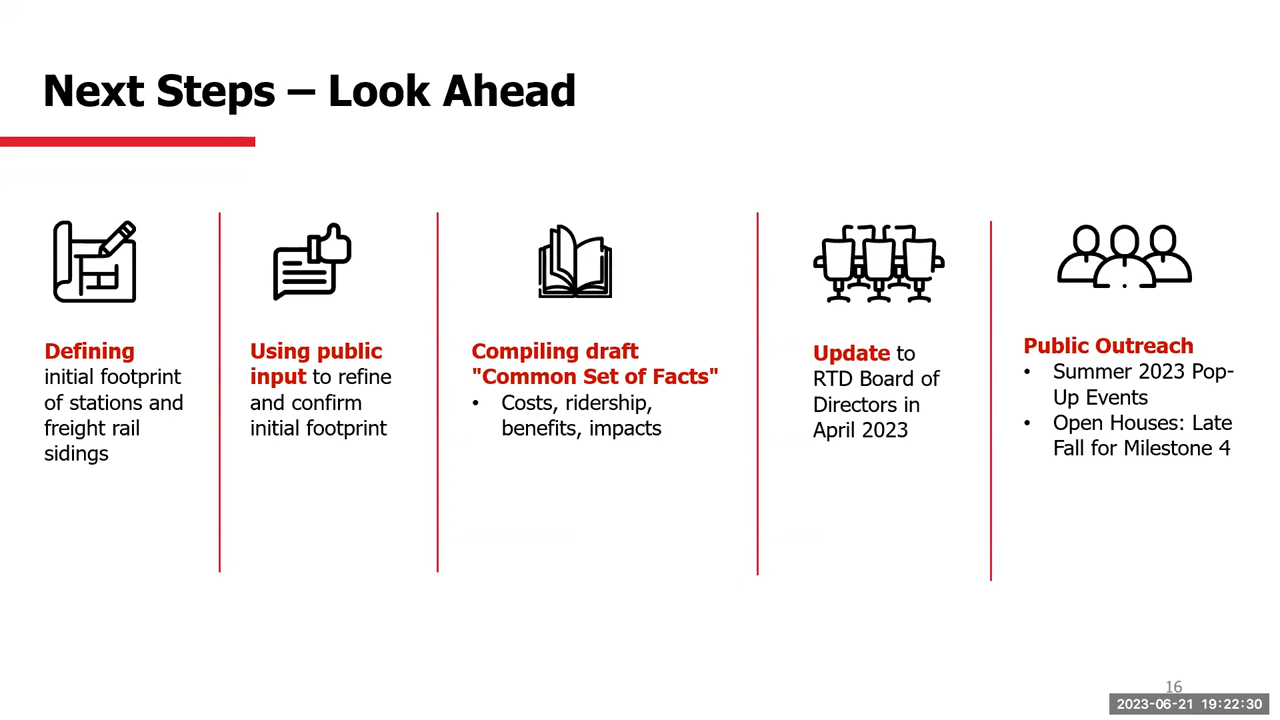 Next Steps – Look Ahead
Defining
initial footprint
of stations and
freight rail
sidings
Using public
input to refine
and confirm
initial footprint
Compiling draft
"Common Set of Facts"
• Costs, ridership,
benefits, impacts
Update to
RTD Board of
Directors in
April 2023
Public Outreach
• Summer 2023 Pop-
Up Events
• Open Houses: Late
Fall for Milestone 4
16
2023-06-21 19:22:30